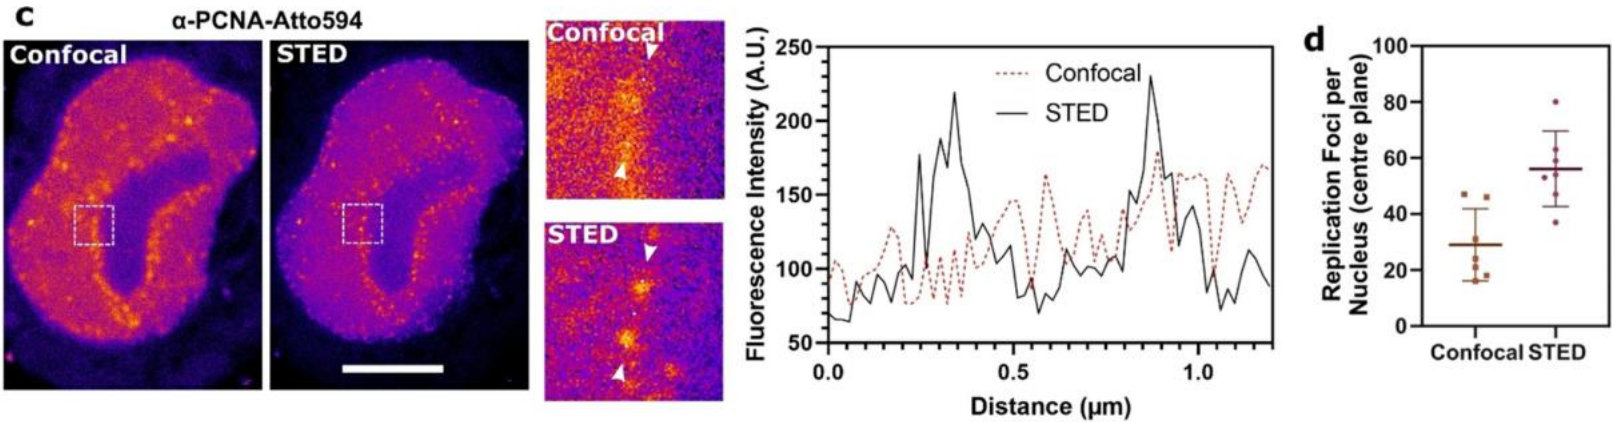 c
α-PCNA-Atto594
Confocal
STED
Confocal
STED
Fluorescence Intensity (A.U.)
250
200
150
100
50
Confocal
STED
0.0
0.5
1.0
Distance (μm)
d
Replication Foci per
Nucleus (centre plane)
100
80
60
40
20
0
Confocal STED